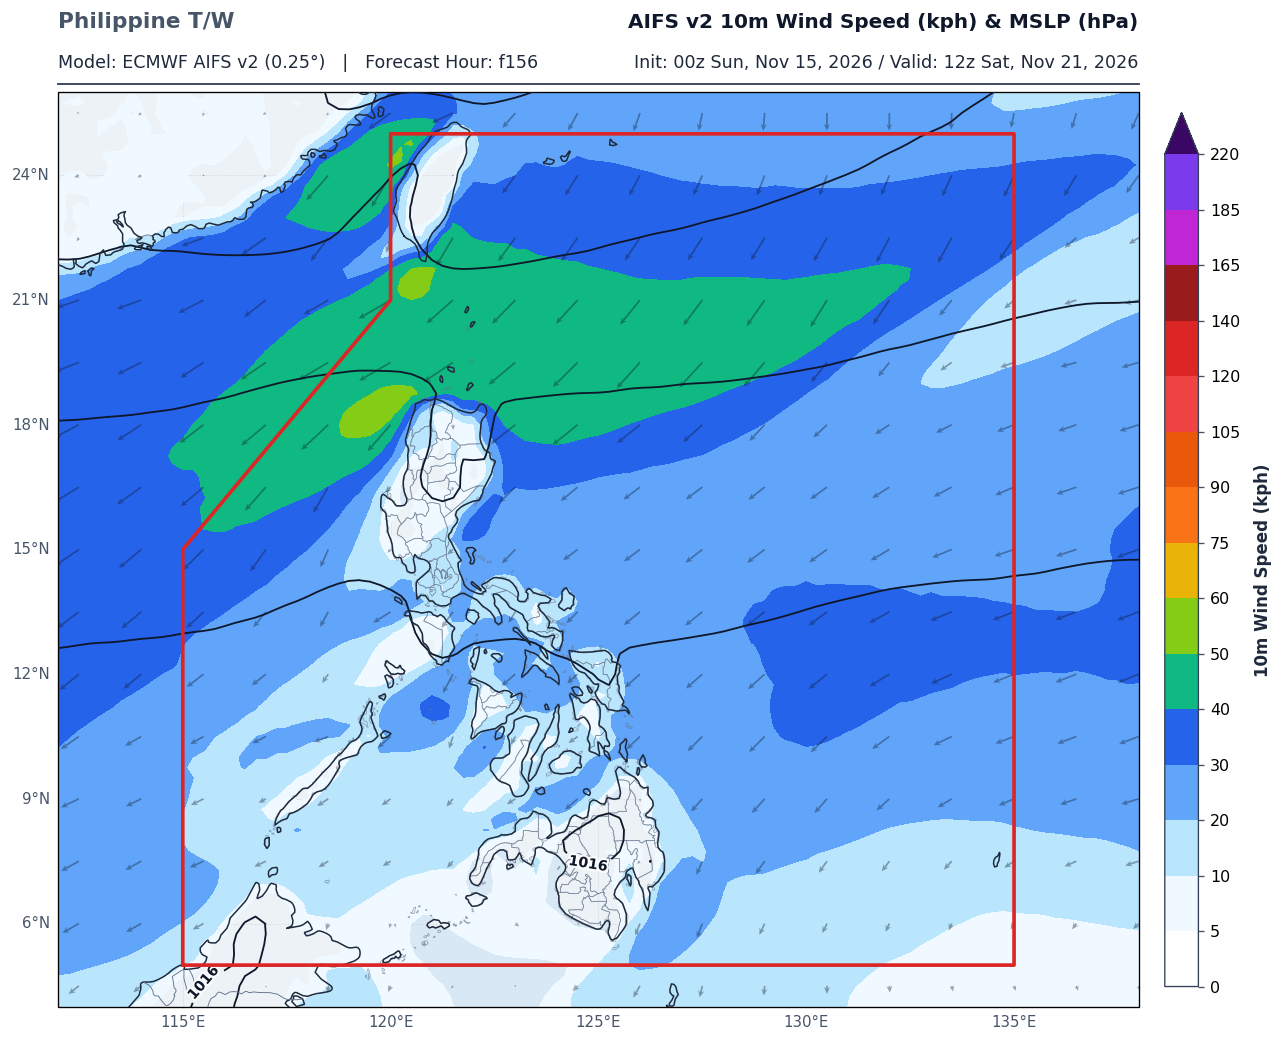 Philippine T/W
AIFS v2 10m Wind Speed (kph) & MSLP (hPa)
Model: ECMWF AIFS v2 (0.25°) | Forecast Hour: f156
Init: 00z Sun, Nov 15, 2026 / Valid: 12z Sat, Nov 21, 2026
24°N
21°N
18°N
15°N
12°N
9°N
6°N
115°E
120°E
125°E
130°E
135°E
1016
1016
220
185
165
140
120
105
90
75
60
50
40
30
20
10
5
0
10m Wind Speed (kph)